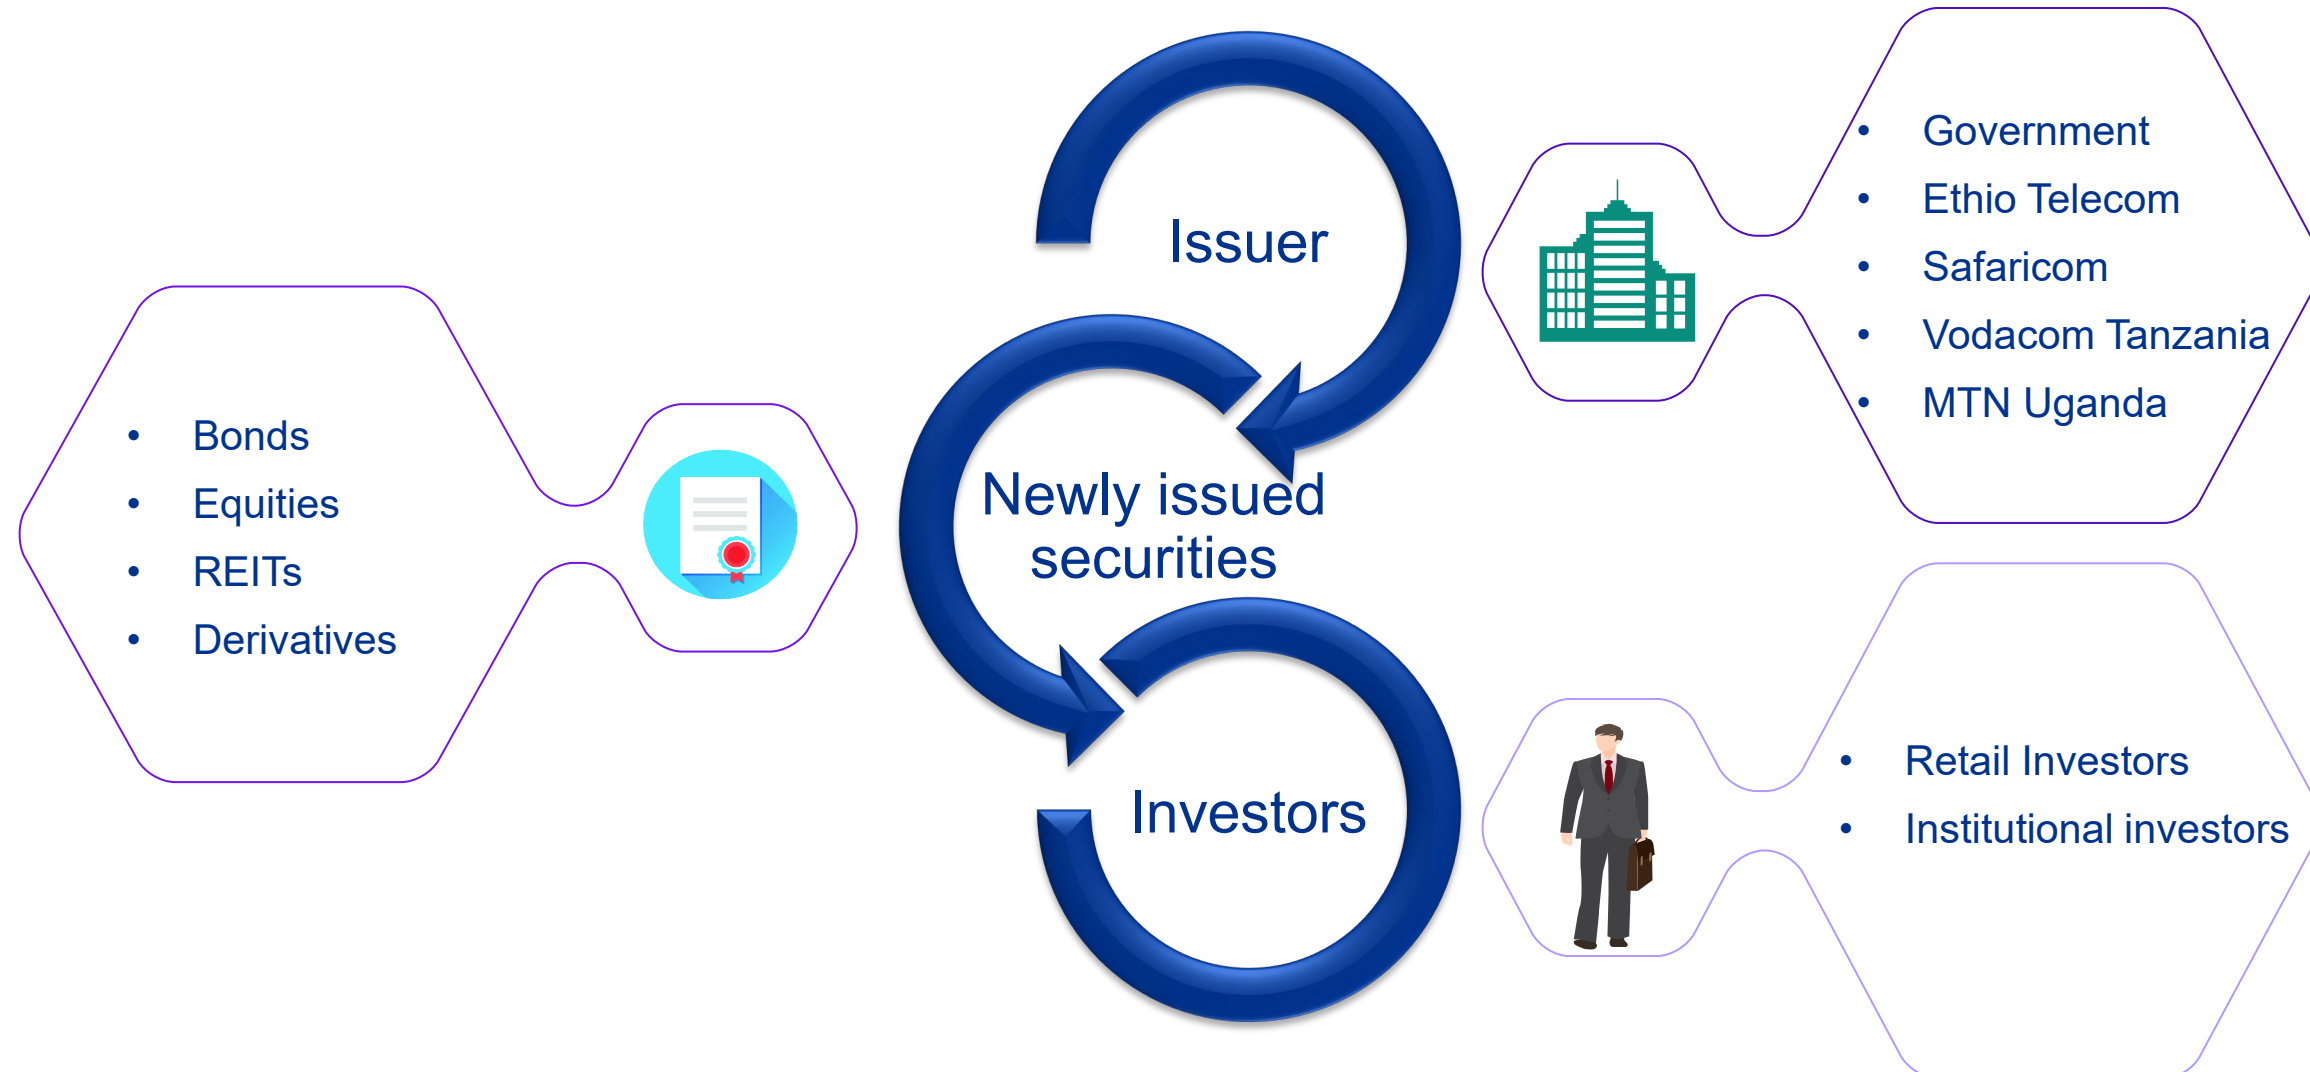 Issuer
• Government
• Ethio Telecom
• Safaricom
• Vodacom Tanzania
• MTN Uganda
Newly issued
securities
• Bonds
• Equities
• REITs
• Derivatives
Investors
• Retail Investors
• Institutional investors